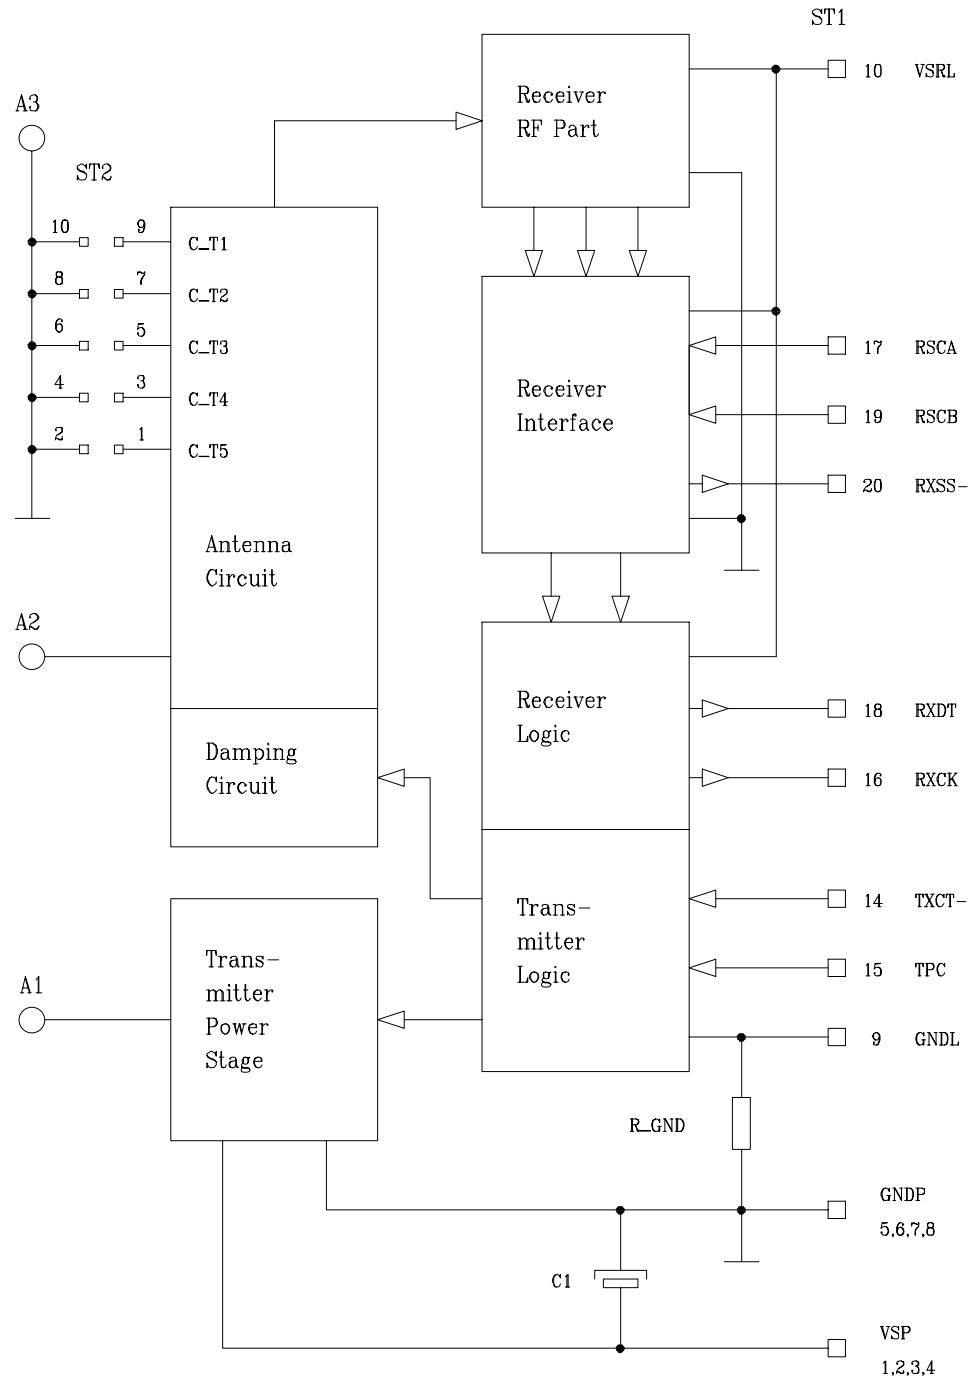 ST1
10 VSRL
Receiver
RF Part
A3
ST2
10 9 C_T1
8 7 C_T2
6 5 C_T3
4 3 C_T4
2 1 C_T5
17 RSCA
Receiver
Interface
19 RSCB
20 RXSS-
Antenna
Circuit
A2
Receiver
Logic
18 RXDT
Damping
Circuit
16 RXCK
Trans-
mitter
Logic
14 TXCT-
15 TPC
Trans-
mitter
Power
Stage
A1
9 GNDL
R_GND
GNDP
5,6,7,8
C1
VSP
1,2,3,4